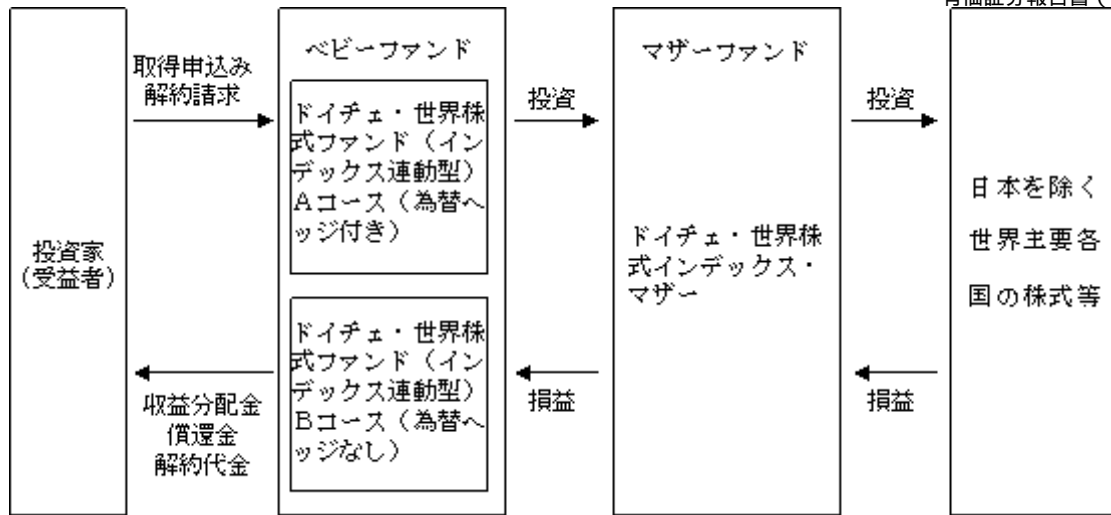 投資家
(受益者)
取得申込み
解約請求
収益分配金
償還金
解約代金
ベビーファンド
ドイチェ・世界株
式ファンド(イン
デックス連動型)
Aコース(為替ヘ
ッジ付き)
ドイチェ・世界株
式ファンド(イン
デックス連動型)
Bコース(為替ヘ
ッジなし)
投資
損益
マザーファンド
ドイチェ・世界株
式インデックス・
マザー
投資
損益
日本を除く
世界主要各
国の株式等